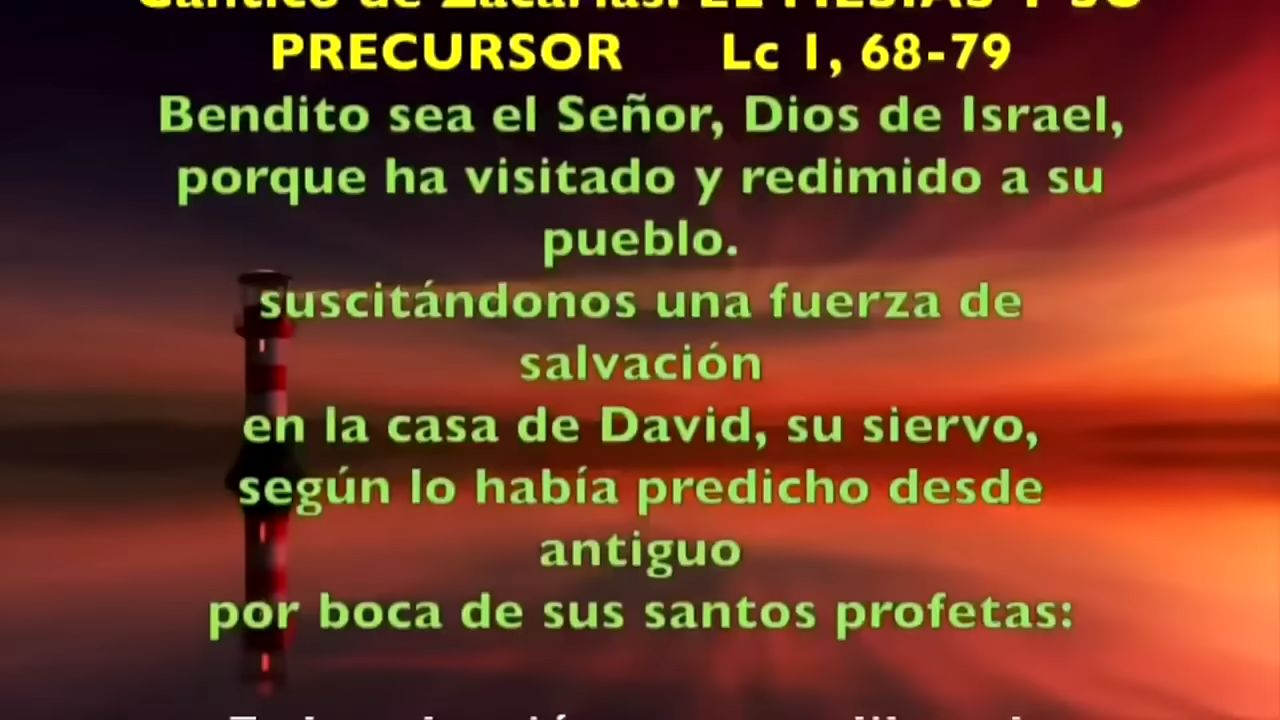 Cántico de Zacarías. EL MESÍAS Y SU
PRECURSOR Lc 1, 68-79
Bendito sea el Señor, Dios de Israel,
porque ha visitado y redimido a su
pueblo.
suscitándonos una fuerza de
salvación
en la casa de David, su siervo,
según lo había predicho desde
antiguo
por boca de sus santos profetas: